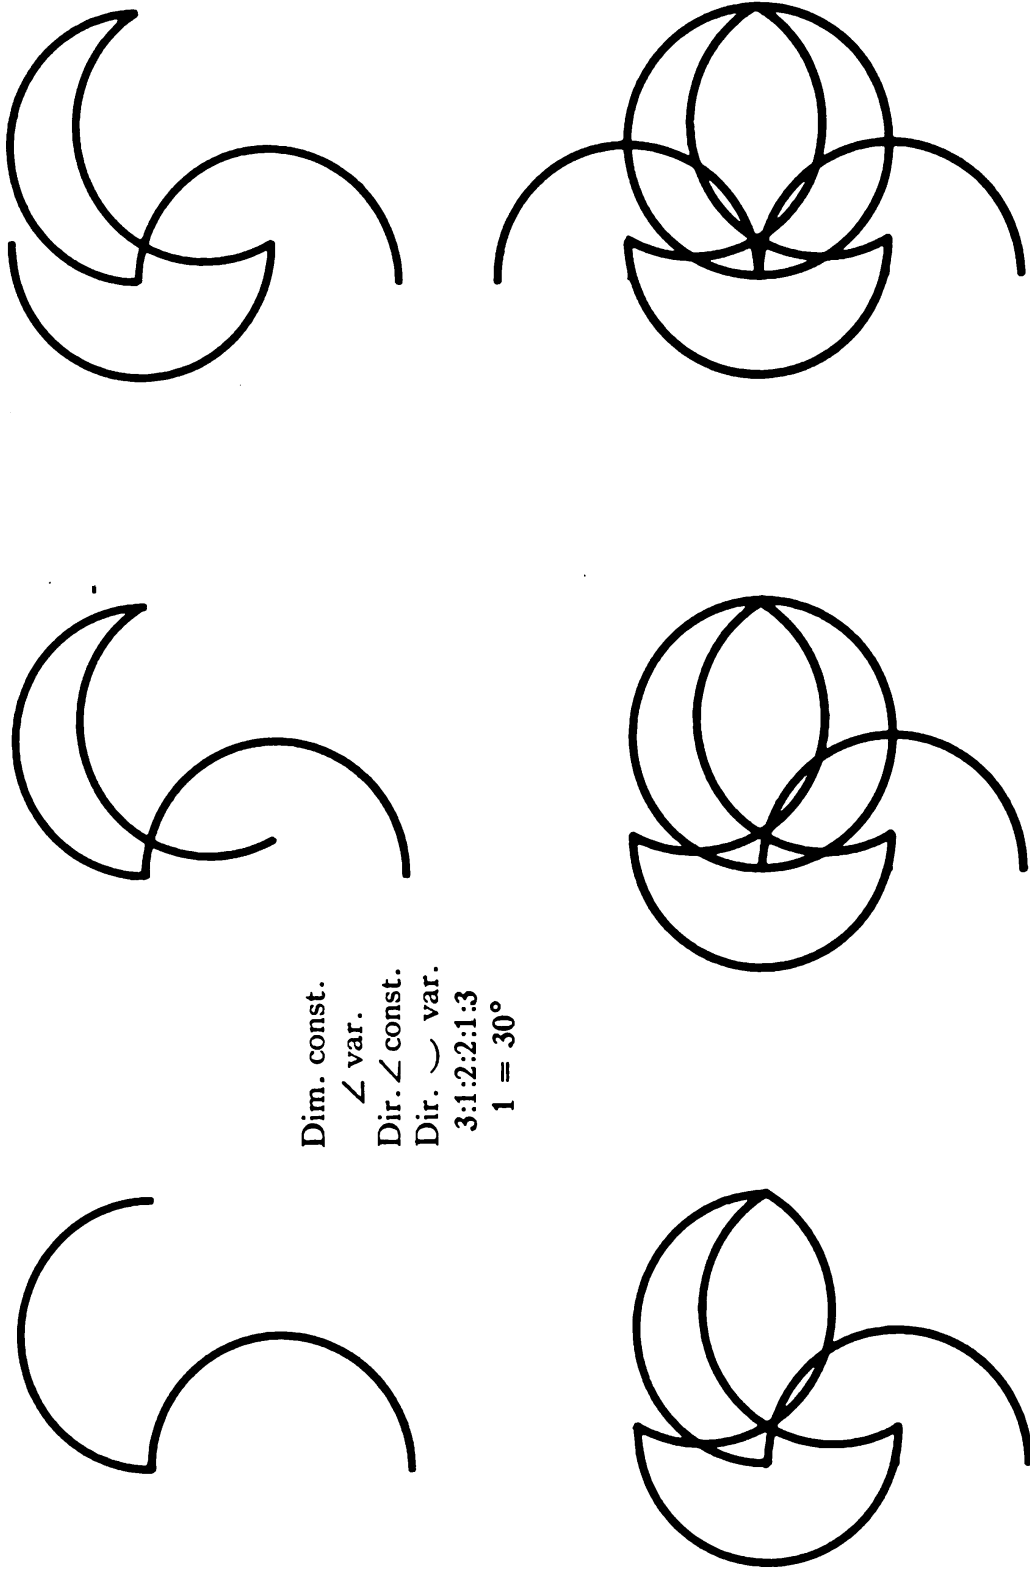 Dim. const.
∠ var.
Dir. ∠ const.
Dir. ⌣ var.
3:1:2:2:1:3
1 = 30°